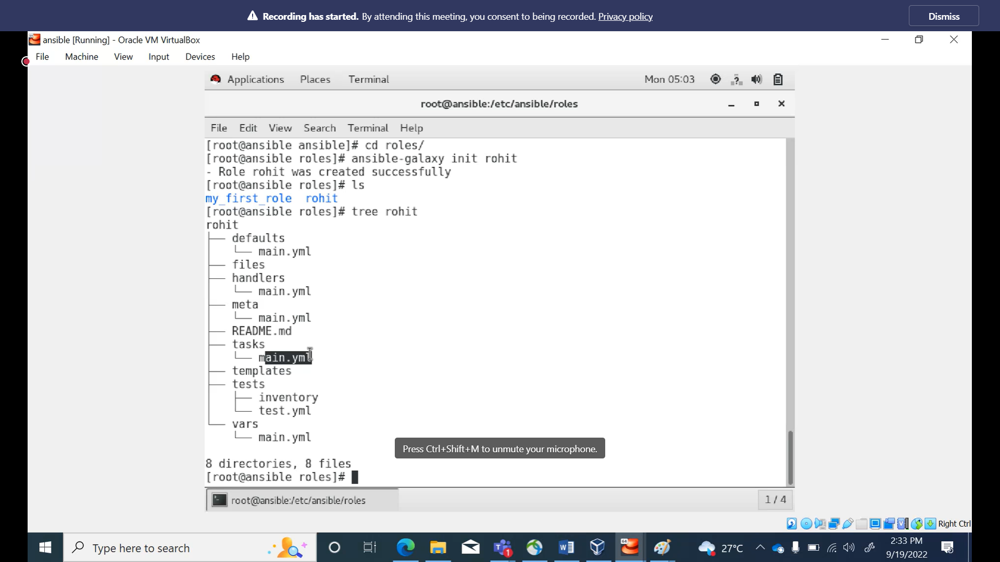 Recording has started. By attending this meeting, you consent to being recorded. Privacy policy
Dismiss
ansible [Running] - Oracle VM VirtualBox
File Machine View Input Devices Help
Applications Places Terminal Mon 05:03
root@ansible:/etc/ansible/roles
File Edit View Search Terminal Help
[root@ansible ansible]# cd roles/
[root@ansible roles]# ansible-galaxy init rohit
- Role rohit was created successfully
[root@ansible roles]# ls
my_first_role rohit
[root@ansible roles]# tree rohit
rohit
├── defaults
│   └── main.yml
├── files
├── handlers
│   └── main.yml
├── meta
│   └── main.yml
├── README.md
├── tasks
│   └── main.yml
├── templates
├── tests
│   ├── inventory
│   └── test.yml
└── vars
    └── main.yml
Press Ctrl+Shift+M to unmute your microphone.
8 directories, 8 files
[root@ansible roles]#
root@ansible:/etc/ansible/roles
1 / 4
Right Ctrl
Type here to search
1
64
27°C
2:33 PM
9/19/2022